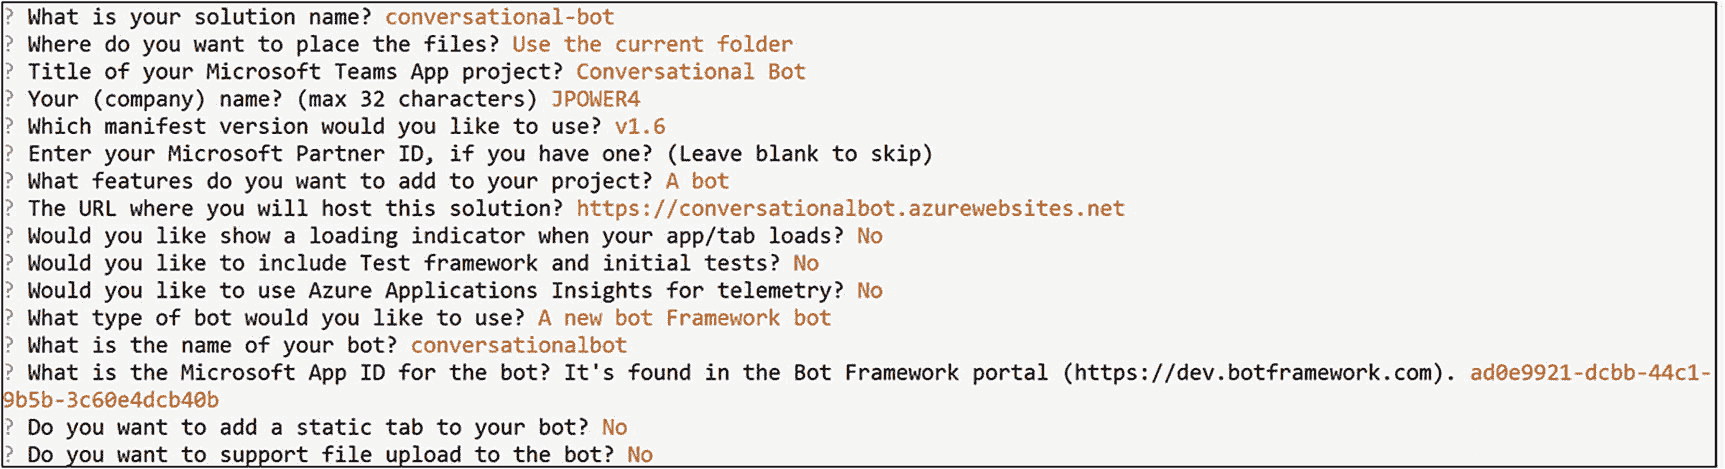 ? What is your solution name? conversational-bot
? Where do you want to place the files? Use the current folder
? Title of your Microsoft Teams App project? Conversational Bot
? Your (company) name? (max 32 characters) JPOWER4
? Which manifest version would you like to use? v1.6
? Enter your Microsoft Partner ID, if you have one? (Leave blank to skip)
? What features do you want to add to your project? A bot
? The URL where you will host this solution? https://conversationalbot.azurewebsites.net
? Would you like show a loading indicator when your app/tab loads? No
? Would you like to include Test framework and initial tests? No
? Would you like to use Azure Applications Insights for telemetry? No
? What type of bot would you like to use? A new bot Framework bot
? What is the name of your bot? conversationalbot
? What is the Microsoft App ID for the bot? It's found in the Bot Framework portal (https://dev.botframework.com). ad0e9921-dcbb-44c1-
9b5b-3c60e4dcb40b
? Do you want to add a static tab to your bot? No
? Do you want to support file upload to the bot? No